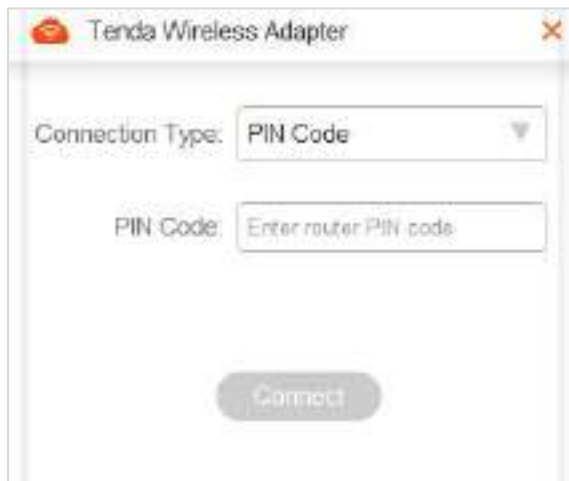 Tenda Wireless Adapter
Connection Type: PIN Code
PIN Code: Enter router PIN code
Connect